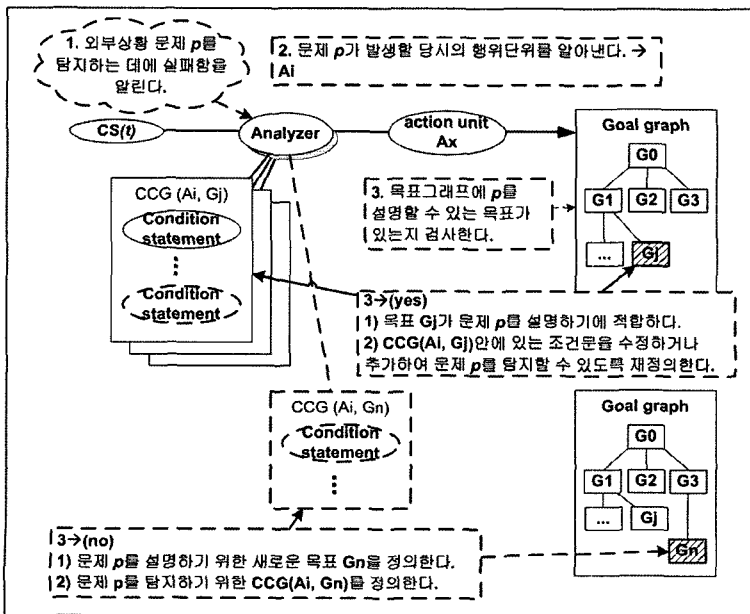 1. 외부상황 문제 p를
탐지하는 데에 실패함을
알린다.
2. 문제 p가 발생할 당시의 행위단위를 알아낸다. →
Ai
CS(t)
Analyzer
action unit
Ax
Goal graph
G0
G1 G2 G3
... Gj
CCG (Ai, Gj)
Condition
statement
⋮
Condition
statement
3. 목표그래프에 p를
설명할 수 있는 목표가
있는지 검사한다.
3→(yes)
1) 목표 Gj가 문제 p를 설명하기에 적합하다.
2) CCG(Ai, Gj)안에 있는 조건문을 수정하거나
추가하여 문제 p를 탐지할 수 있도록 재정의한다.
CCG (Ai, Gn)
Condition
statement
⋮
Goal graph
G0
G1 G2 G3
... Gj
Gn
3→(no)
1) 문제 p를 설명하기 위한 새로운 목표 Gn을 정의한다.
2) 문제 p를 탐지하기 위한 CCG(Ai, Gn)를 정의한다.